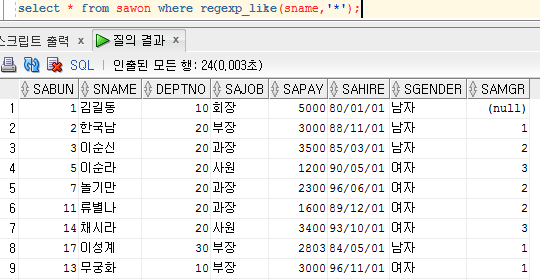 select * from sawon where regexp_like(sname,'*');
스크립트 출력 × 질의 결과 ×
SQL | 인출된 모든 행: 24(0,003초)
SABUN SNAME DEPTNO SAJOB SAPAY SAHIRE SGENDER SAMGR
1 1 김길동 10 회장 5000 80/01/01 남자 (null)
2 2 한국남 20 부장 3000 88/11/01 남자 1
3 3 이순신 20 과장 3500 85/03/01 남자 2
4 5 이순라 20 사원 1200 90/05/01 여자 3
5 7 놀기만 20 과장 2300 96/06/01 여자 2
6 11 류별나 20 과장 1600 89/12/01 여자 2
7 14 채시라 20 사원 3400 93/10/01 여자 3
8 17 이성계 30 부장 2803 84/05/01 남자 1
9 13 무궁화 10 부장 3000 96/11/01 여자 1